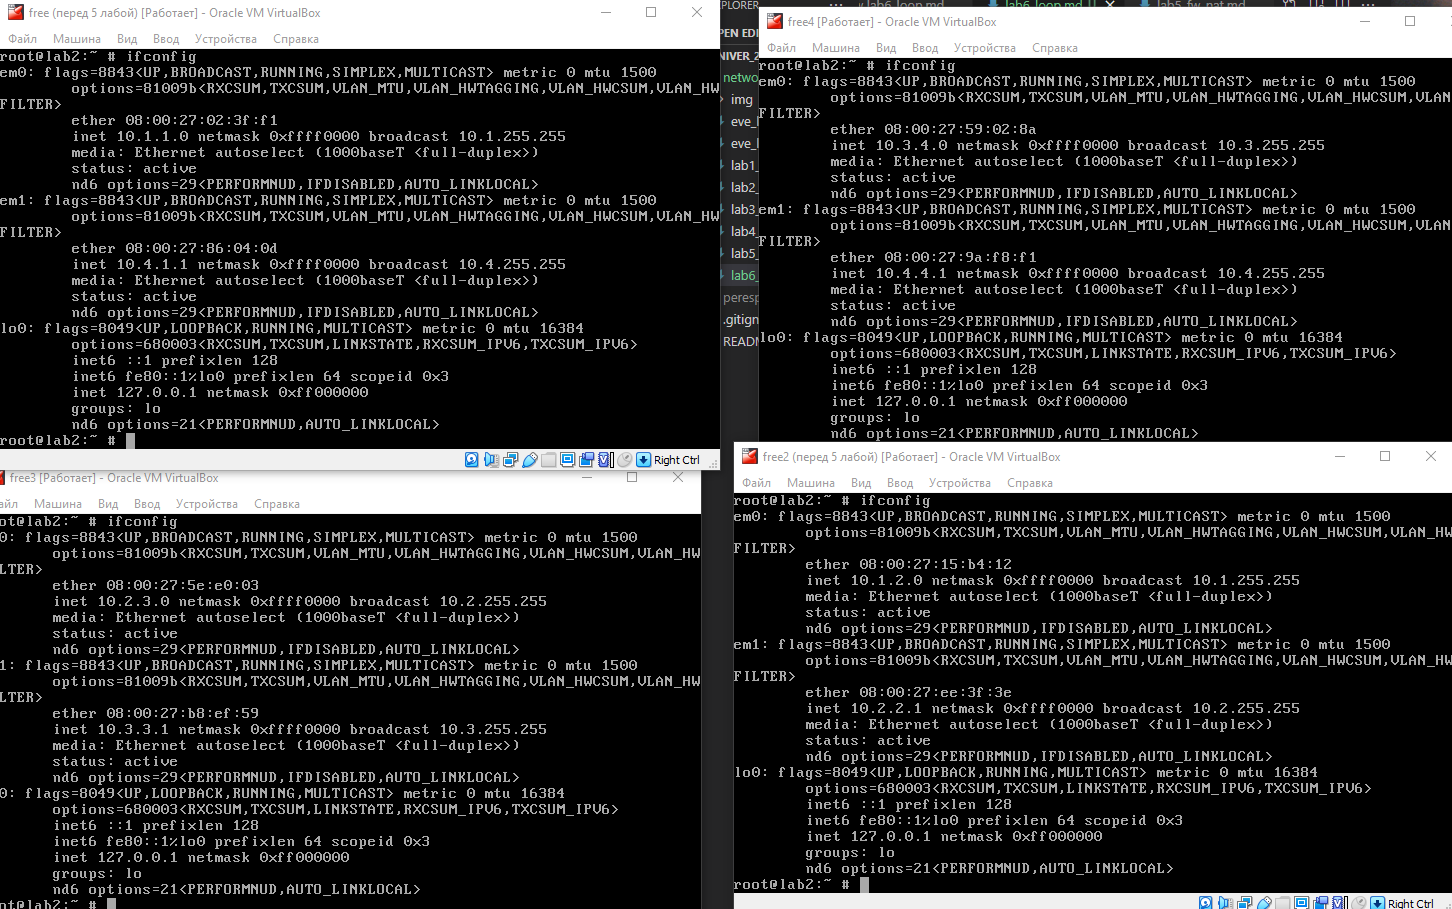 free (перед 5 лабой) [Работает] - Oracle VM VirtualBox
Файл Машина Вид Ввод Устройства Справка
root@lab2:~ # ifconfig
em0: flags=8843<UP,BROADCAST,RUNNING,SIMPLEX,MULTICAST> metric 0 mtu 1500
options=81009b<RXCSUM,TXCSUM,VLAN_MTU,VLAN_HWTAGGING,VLAN_HWCSUM,VLAN_HW
FILTER>
ether 08:00:27:02:3f:f1
inet 10.1.1.0 netmask 0xffff0000 broadcast 10.1.255.255
media: Ethernet autoselect (1000baseT <full-duplex>)
status: active
nd6 options=29<PERFORMNUD,IFDISABLED,AUTO_LINKLOCAL>
em1: flags=8843<UP,BROADCAST,RUNNING,SIMPLEX,MULTICAST> metric 0 mtu 1500
options=81009b<RXCSUM,TXCSUM,VLAN_MTU,VLAN_HWTAGGING,VLAN_HWCSUM,VLAN_HW
FILTER>
ether 08:00:27:86:04:0d
inet 10.4.1.1 netmask 0xffff0000 broadcast 10.4.255.255
media: Ethernet autoselect (1000baseT <full-duplex>)
status: active
nd6 options=29<PERFORMNUD,IFDISABLED,AUTO_LINKLOCAL>
lo0: flags=8049<UP,LOOPBACK,RUNNING,MULTICAST> metric 0 mtu 16384
options=680003<RXCSUM,TXCSUM,LINKSTATE,RXCSUM_IPV6,TXCSUM_IPV6>
inet6 ::1 prefixlen 128
inet6 fe80::1%lo0 prefixlen 64 scopeid 0x3
inet 127.0.0.1 netmask 0xff000000
groups: lo
nd6 options=21<PERFORMNUD,AUTO_LINKLOCAL>
root@lab2:~ #
Right Ctrl
PLORER
PEN EDI
NIVER_2
netwo
img
eve_l
eve_l
lab1_
lab2_
lab3_
lab4_
lab5_
lab6_
peresp
.gitign
READM
lab6_loop.md
lab6_loop.md
lab5_fw_nat.md
free4 [Работает] - Oracle VM VirtualBox
Файл Машина Вид Ввод Устройства Справка
root@lab2:~ # ifconfig
em0: flags=8843<UP,BROADCAST,RUNNING,SIMPLEX,MULTICAST> metric 0 mtu 1500
options=81009b<RXCSUM,TXCSUM,VLAN_MTU,VLAN_HWTAGGING,VLAN_HWCSUM,VLAN
FILTER>
ether 08:00:27:59:02:8a
inet 10.3.4.0 netmask 0xffff0000 broadcast 10.3.255.255
media: Ethernet autoselect (1000baseT <full-duplex>)
status: active
nd6 options=29<PERFORMNUD,IFDISABLED,AUTO_LINKLOCAL>
em1: flags=8843<UP,BROADCAST,RUNNING,SIMPLEX,MULTICAST> metric 0 mtu 1500
options=81009b<RXCSUM,TXCSUM,VLAN_MTU,VLAN_HWTAGGING,VLAN_HWCSUM,VLAN
FILTER>
ether 08:00:27:9a:f8:f1
inet 10.4.4.1 netmask 0xffff0000 broadcast 10.4.255.255
media: Ethernet autoselect (1000baseT <full-duplex>)
status: active
nd6 options=29<PERFORMNUD,IFDISABLED,AUTO_LINKLOCAL>
lo0: flags=8049<UP,LOOPBACK,RUNNING,MULTICAST> metric 0 mtu 16384
options=680003<RXCSUM,TXCSUM,LINKSTATE,RXCSUM_IPV6,TXCSUM_IPV6>
inet6 ::1 prefixlen 128
inet6 fe80::1%lo0 prefixlen 64 scopeid 0x3
inet 127.0.0.1 netmask 0xff000000
groups: lo
nd6 options=21<PERFORMNUD,AUTO_LINKLOCAL>
free3 [Работает] - Oracle VM VirtualBox
айл Машина Вид Ввод Устройства Справка
ot@lab2:~ # ifconfig
0: flags=8843<UP,BROADCAST,RUNNING,SIMPLEX,MULTICAST> metric 0 mtu 1500
options=81009b<RXCSUM,TXCSUM,VLAN_MTU,VLAN_HWTAGGING,VLAN_HWCSUM,VLAN_HW
LTER>
ether 08:00:27:5e:e0:03
inet 10.2.3.0 netmask 0xffff0000 broadcast 10.2.255.255
media: Ethernet autoselect (1000baseT <full-duplex>)
status: active
nd6 options=29<PERFORMNUD,IFDISABLED,AUTO_LINKLOCAL>
1: flags=8843<UP,BROADCAST,RUNNING,SIMPLEX,MULTICAST> metric 0 mtu 1500
options=81009b<RXCSUM,TXCSUM,VLAN_MTU,VLAN_HWTAGGING,VLAN_HWCSUM,VLAN_HW
LTER>
ether 08:00:27:b8:ef:59
inet 10.3.3.1 netmask 0xffff0000 broadcast 10.3.255.255
media: Ethernet autoselect (1000baseT <full-duplex>)
status: active
nd6 options=29<PERFORMNUD,IFDISABLED,AUTO_LINKLOCAL>
0: flags=8049<UP,LOOPBACK,RUNNING,MULTICAST> metric 0 mtu 16384
options=680003<RXCSUM,TXCSUM,LINKSTATE,RXCSUM_IPV6,TXCSUM_IPV6>
inet6 ::1 prefixlen 128
inet6 fe80::1%lo0 prefixlen 64 scopeid 0x3
inet 127.0.0.1 netmask 0xff000000
groups: lo
nd6 options=21<PERFORMNUD,AUTO_LINKLOCAL>
ot@lab2:~ #
free2 (перед 5 лабой) [Работает] - Oracle VM VirtualBox
Файл Машина Вид Ввод Устройства Справка
root@lab2:~ # ifconfig
em0: flags=8843<UP,BROADCAST,RUNNING,SIMPLEX,MULTICAST> metric 0 mtu 1500
options=81009b<RXCSUM,TXCSUM,VLAN_MTU,VLAN_HWTAGGING,VLAN_HWCSUM,VLAN_HW
FILTER>
ether 08:00:27:15:b4:12
inet 10.1.2.0 netmask 0xffff0000 broadcast 10.1.255.255
media: Ethernet autoselect (1000baseT <full-duplex>)
status: active
nd6 options=29<PERFORMNUD,IFDISABLED,AUTO_LINKLOCAL>
em1: flags=8843<UP,BROADCAST,RUNNING,SIMPLEX,MULTICAST> metric 0 mtu 1500
options=81009b<RXCSUM,TXCSUM,VLAN_MTU,VLAN_HWTAGGING,VLAN_HWCSUM,VLAN_HW
FILTER>
ether 08:00:27:ee:3f:3e
inet 10.2.2.1 netmask 0xffff0000 broadcast 10.2.255.255
media: Ethernet autoselect (1000baseT <full-duplex>)
status: active
nd6 options=29<PERFORMNUD,IFDISABLED,AUTO_LINKLOCAL>
lo0: flags=8049<UP,LOOPBACK,RUNNING,MULTICAST> metric 0 mtu 16384
options=680003<RXCSUM,TXCSUM,LINKSTATE,RXCSUM_IPV6,TXCSUM_IPV6>
inet6 ::1 prefixlen 128
inet6 fe80::1%lo0 prefixlen 64 scopeid 0x3
inet 127.0.0.1 netmask 0xff000000
groups: lo
nd6 options=21<PERFORMNUD,AUTO_LINKLOCAL>
root@lab2:~ #
Right Ctrl